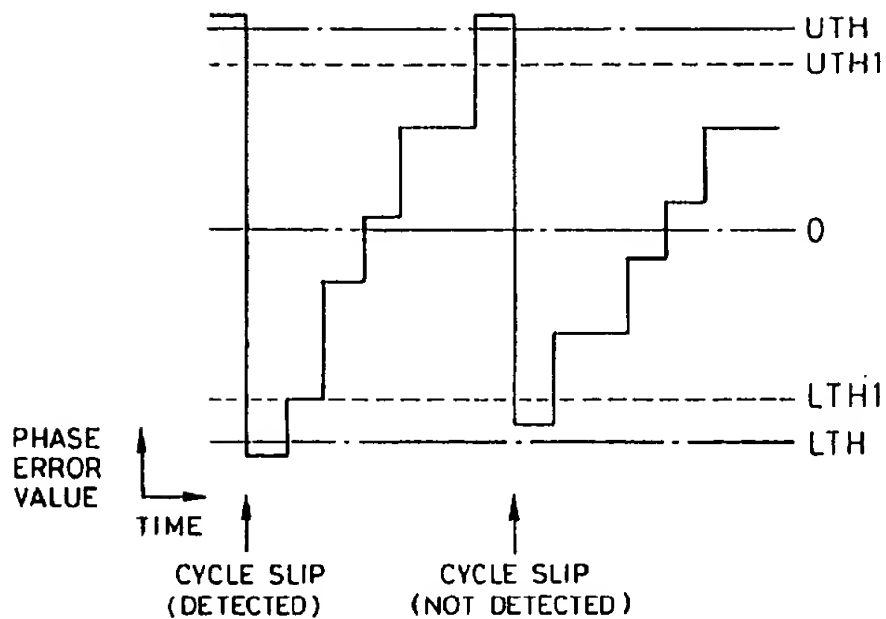 UTH
UTH1
0
LTH1
LTH
PHASE
ERROR
VALUE
TIME
CYCLE SLIP
(DETECTED)
CYCLE SLIP
(NOT DETECTED)